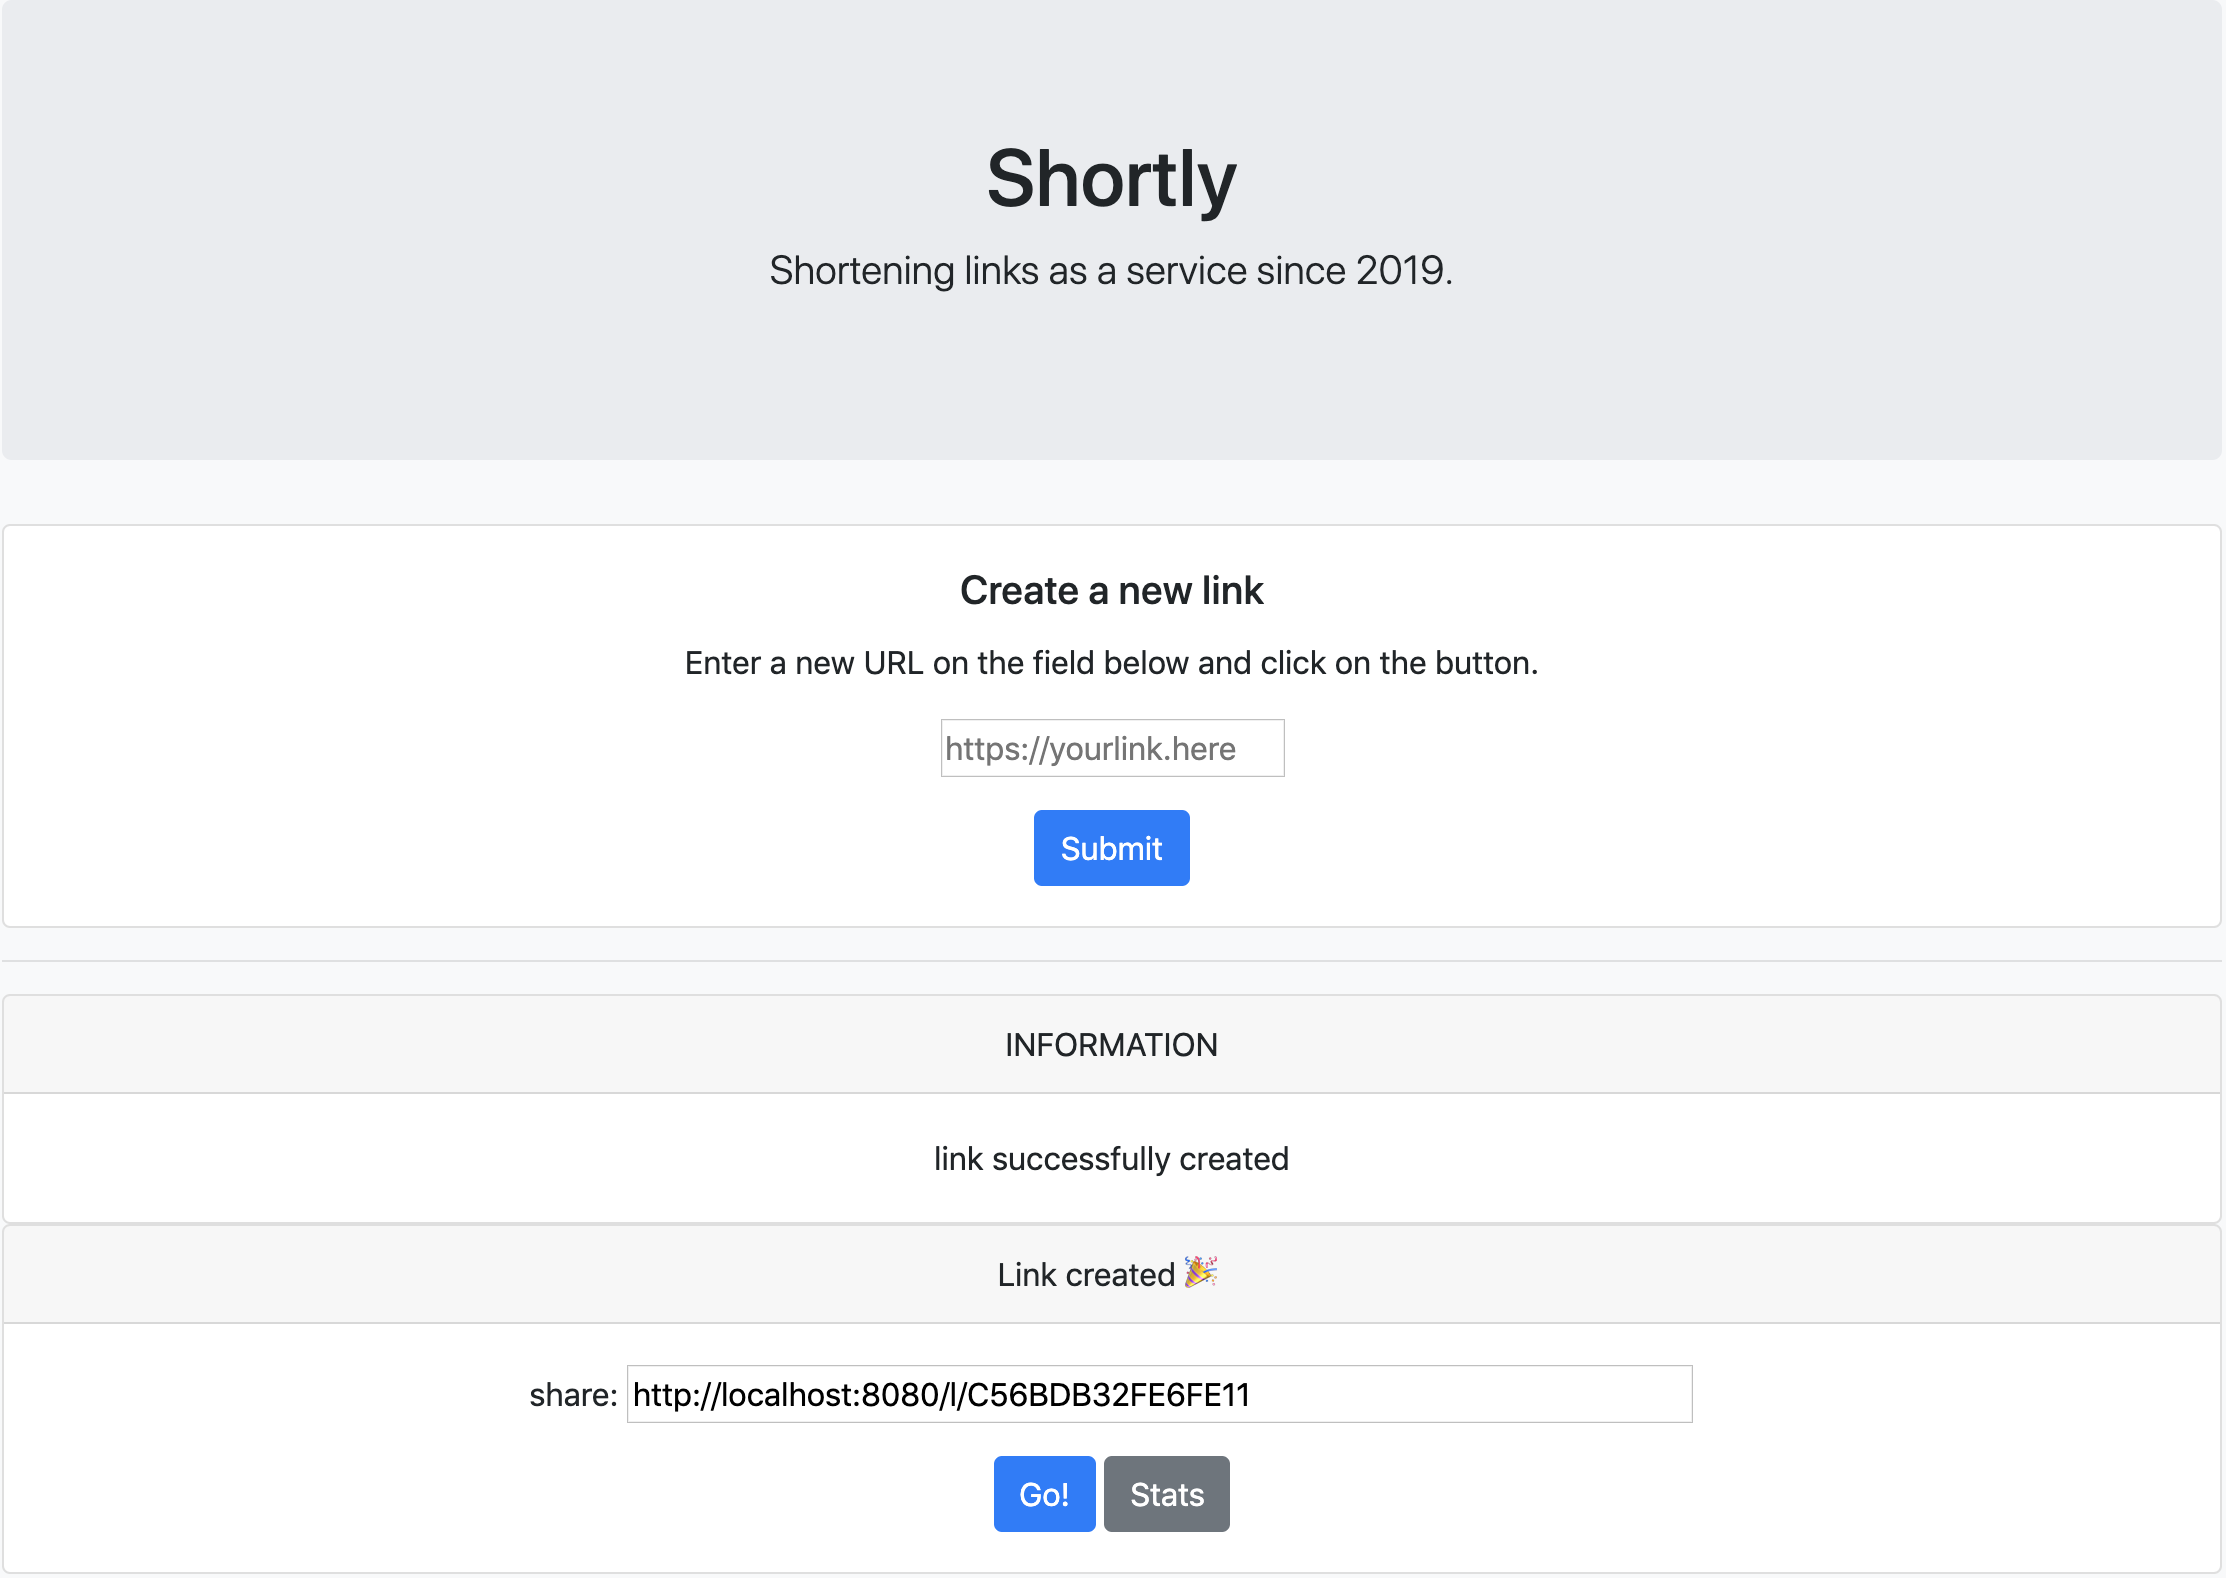 Shortly
Shortening links as a service since 2019.
Create a new link
Enter a new URL on the field below and click on the button.
https://yourlink.here
Submit
INFORMATION
link successfully created
Link created 🎉
share: http://localhost:8080/l/C56BDB32FE6FE11
Go! Stats